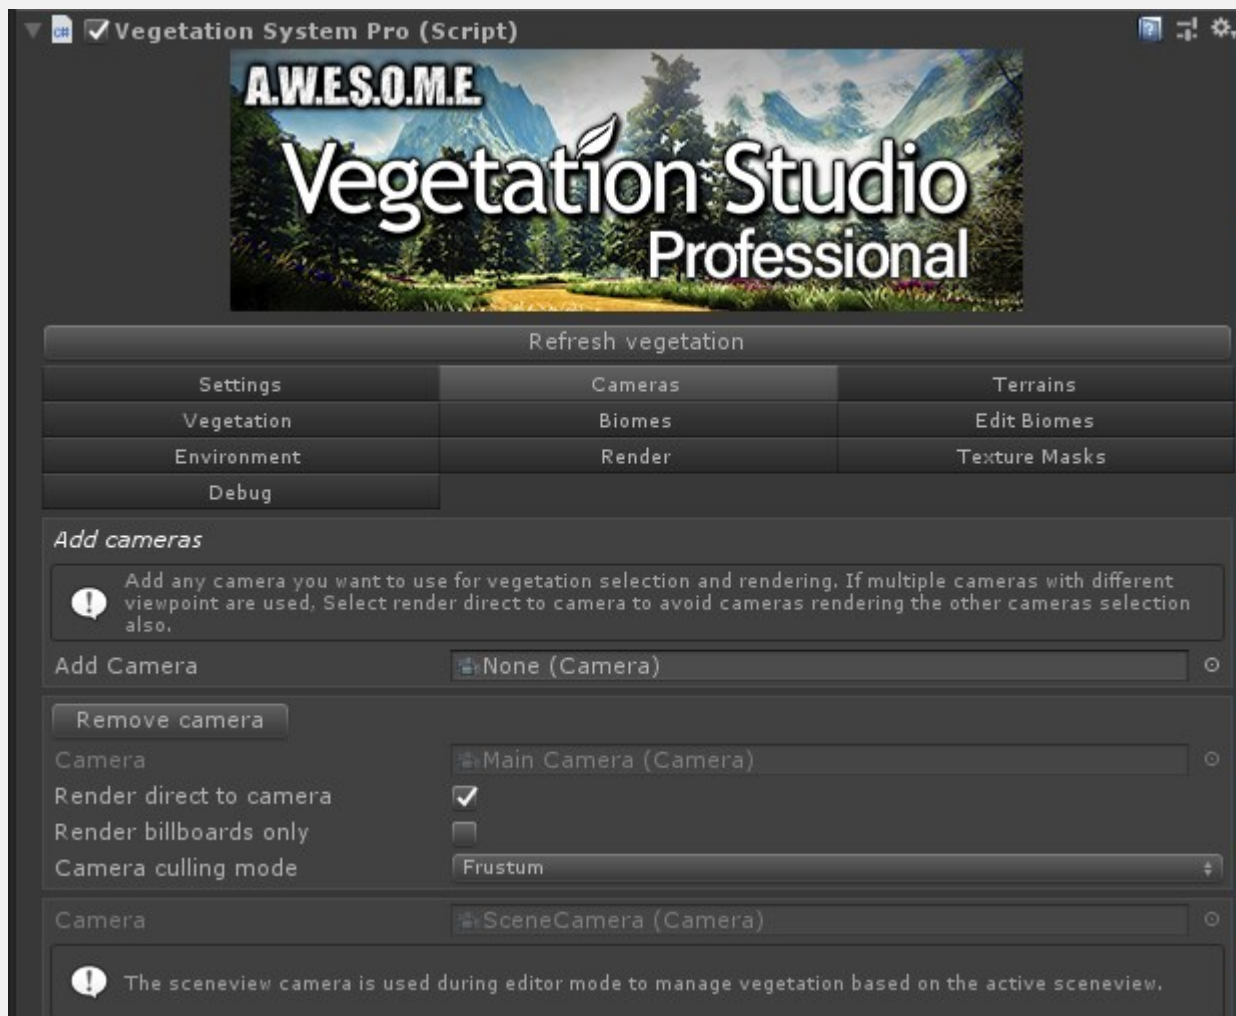 Vegetation System Pro (Script)
A.W.E.S.O.M.E.
Vegetation Studio
Professional
Refresh vegetation
Settings Cameras Terrains
Vegetation Biomes Edit Biomes
Environment Render Texture Masks
Debug
Add cameras
Add any camera you want to use for vegetation selection and rendering. If multiple cameras with different
viewpoint are used, Select render direct to camera to avoid cameras rendering the other cameras selection
also.
Add Camera None (Camera)
Remove camera
Camera Main Camera (Camera)
Render direct to camera
Render billboards only
Camera culling mode Frustum
Camera SceneCamera (Camera)
The sceneview camera is used during editor mode to manage vegetation based on the active sceneview.